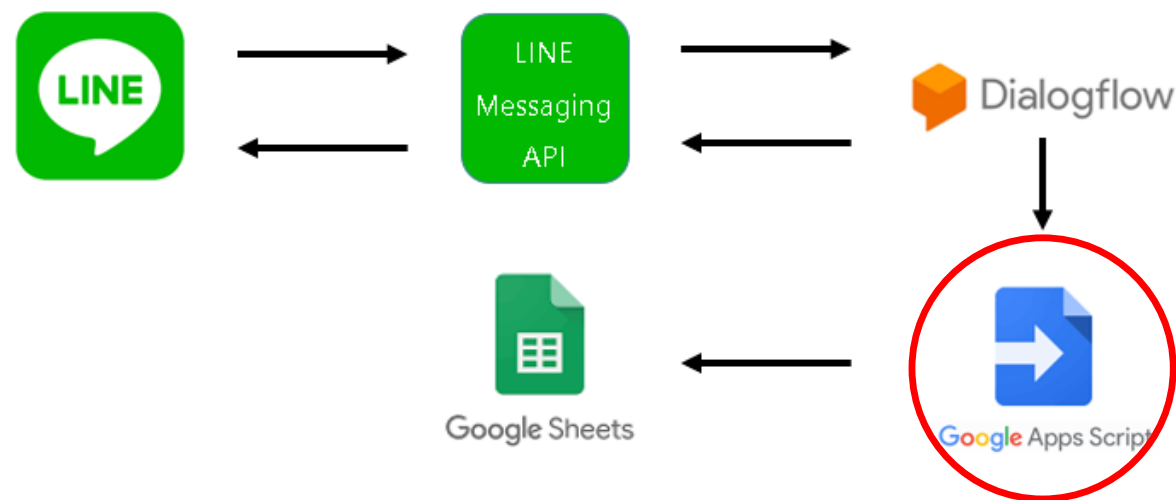 LINE
LINE
Messaging
API
Dialogflow
Google Sheets
Google Apps Script